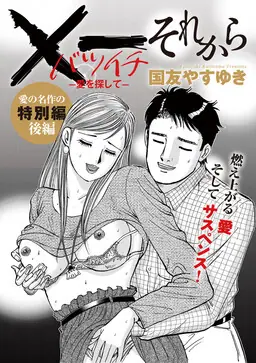 ×一
それから
バツイチ
―愛を探して―
国友やすゆき
愛の名作の
特別編
後編
燃え上がる愛
そして
サスペンス!